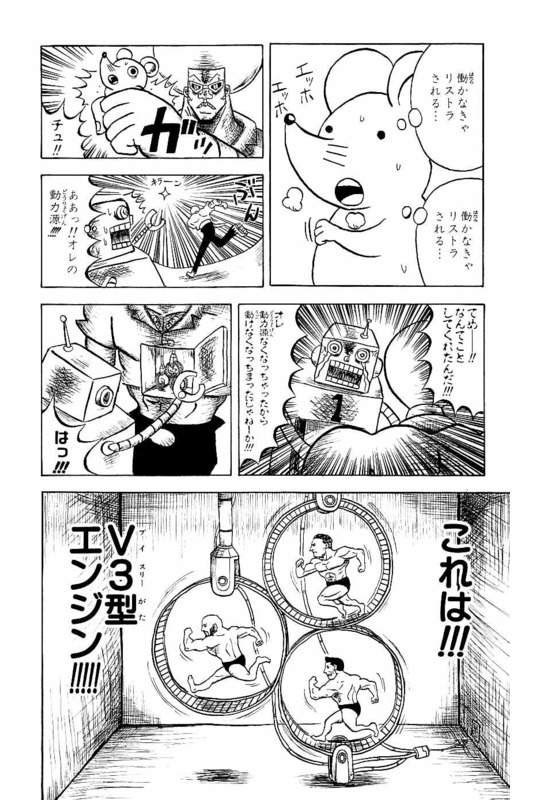 働かなきゃ
リストラ
される…
働かなきゃ
リストラ
される…
エッホ
エッホ
ガッ
チュ!!
ぶーん
キラーン
ああっ!!オレの
動力源!!!!
てめ——!!
なんてこと
してくれたんだ!!!
1
オレ
動力源なくなっちゃったから
動けなくなっちまったじゃねーか!!!
はっ!!!
これは!!!
V3型
エンジン!!!!!